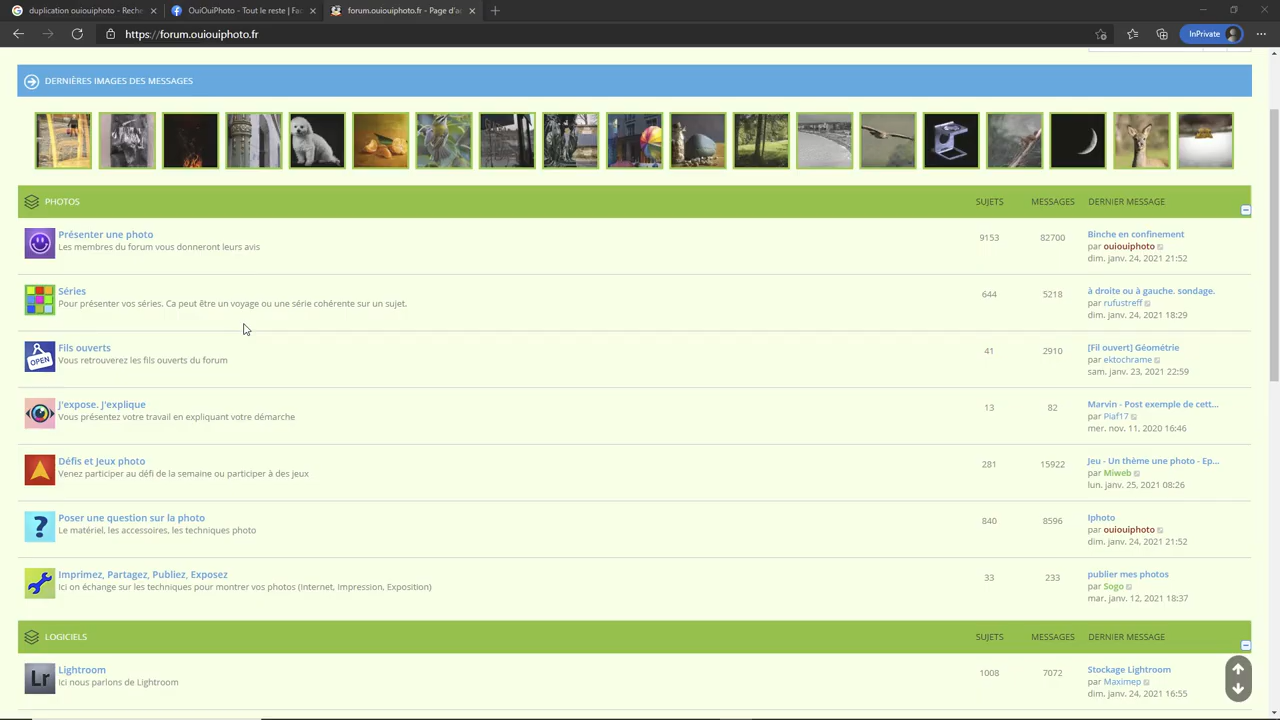 duplication ouiouiphoto - Reche
OuiOuiPhoto - Tout le reste | Fac
forum.ouiouiphoto.fr - Page d'a
https://forum.ouiouiphoto.fr
InPrivate
DERNIÈRES IMAGES DES MESSAGES
PHOTOS SUJETS MESSAGES DERNIER MESSAGE
Présenter une photo
Les membres du forum vous donneront leurs avis
9153 82700
Binche en confinement
par ouiouiphoto
dim. janv. 24, 2021 21:52
Séries
Pour présenter vos séries. Ca peut être un voyage ou une série cohérente sur un sujet.
644 5218
à droite ou à gauche. sondage.
par rufustreff
dim. janv. 24, 2021 18:29
OPEN
Fils ouverts
Vous retrouverez les fils ouverts du forum
41 2910
[Fil ouvert] Géométrie
par ektochrame
sam. janv. 23, 2021 22:59
J'expose. J'explique
Vous présentez votre travail en expliquant votre démarche
13 82
Marvin - Post exemple de cett...
par Piaf17
mer. nov. 11, 2020 16:46
Défis et Jeux photo
Venez participer au défi de la semaine ou participer à des jeux
281 15922
Jeu - Un thème une photo - Ep...
par Miweb
lun. janv. 25, 2021 08:26
?
Poser une question sur la photo
Le matériel, les accessoires, les techniques photo
840 8596
Iphoto
par ouiouiphoto
dim. janv. 24, 2021 21:52
Imprimez, Partagez, Publiez, Exposez
Ici on échange sur les techniques pour montrer vos photos (Internet, Impression, Exposition)
33 233
publier mes photos
par Sogo
mar. janv. 12, 2021 18:37
LOGICIELS SUJETS MESSAGES DERNIER MESSAGE
Lr
Lightroom
Ici nous parlons de Lightroom
1008 7072
Stockage Lightroom
par Maximep
dim. janv. 24, 2021 16:55